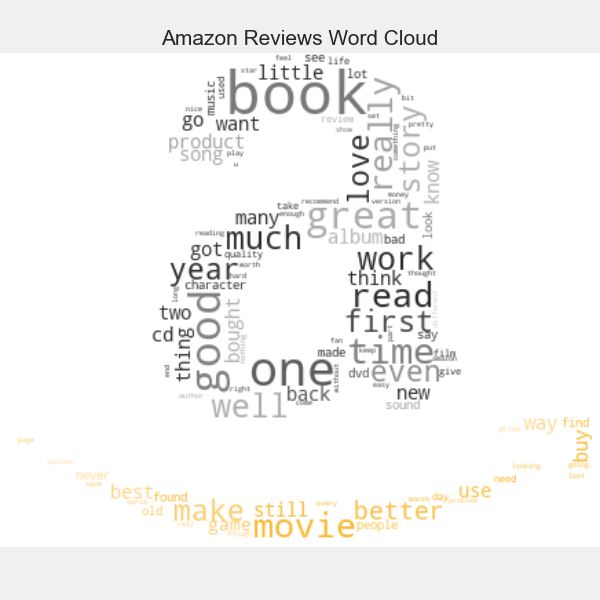 Amazon Reviews Word Cloud
feel
see
life
star
little
lot
book
used
music
bit
nice
go
want
review
set
pretty
show
really
something
product
song
play
put
u
love
story
know
money
take
recommend
version
many
enough
great
look
reading
much
album
bad
got
quality
work
thought
year
worth
hard
think
character
long
read
different
two
good
bought
first
cd
thing
nothing
say
part
fan
made
keep
time
film
end
one
dvd
even
give
without
right
easy
back
new
author
well
come
sound
page
price
way
find
buy
another
looking
going
never
last
seem
need
best
found
use
old
series
make
still
every
month
day
problem
better
feel
game
movie
people
though